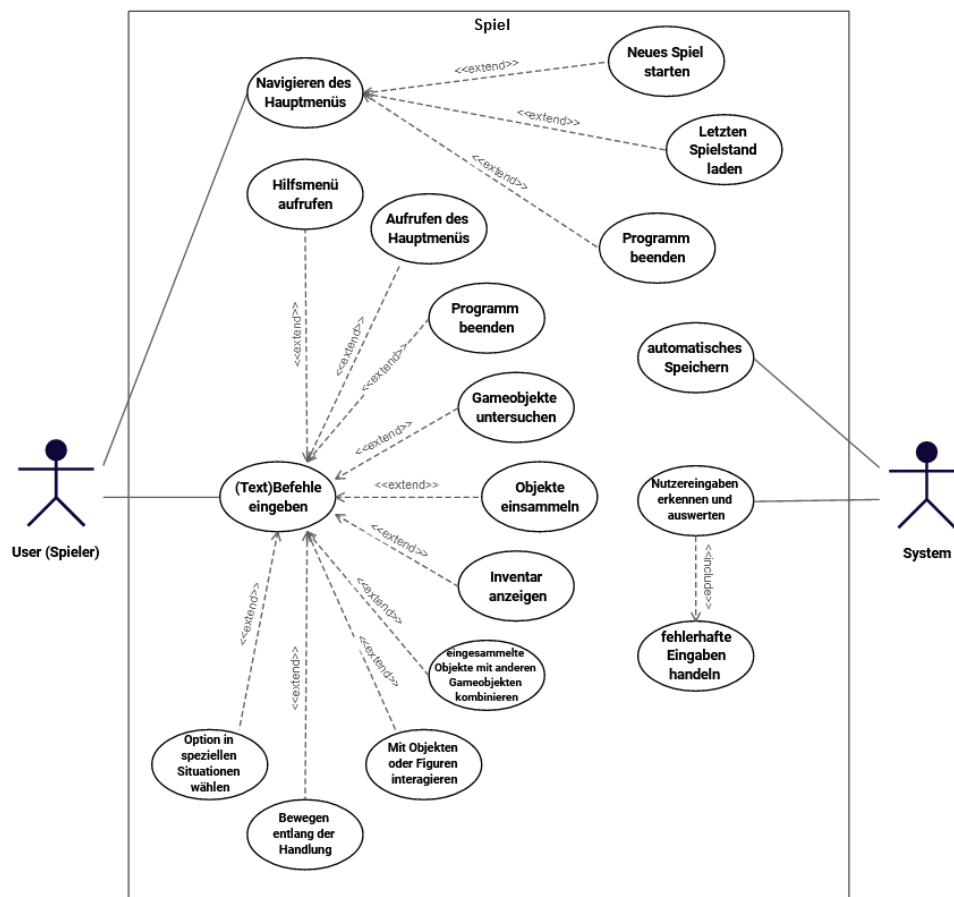 Spiel
Neues Spiel
starten
<<extend>>
Navigieren des
Hauptmenüs
<<extend>>
Letzten
Spielstand
laden
<<extend>>
Hilfsmenü
aufrufen
Aufrufen des
Hauptmenüs
Programm
beenden
<<extend>>
<<extend>>
<<extend>>
Programm
beenden
automatisches
Speichern
Gameobjekte
untersuchen
<<extend>>
(Text)Befehle
eingeben
<<extend>>
Objekte
einsammeln
Nutzereingaben
erkennen und
auswerten
User (Spieler)
System
<<extend>>
Inventar
anzeigen
<<include>>
<<extend>>
<<extend>>
<<extend>>
<<extend>>
eingesammelte
Objekte mit anderen
Gameobjekten
kombinieren
fehlerhafte
Eingaben
handeln
Option in
speziellen
Situationen
wählen
Mit Objekten
oder Figuren
interagieren
Bewegen
entlang der
Handlung